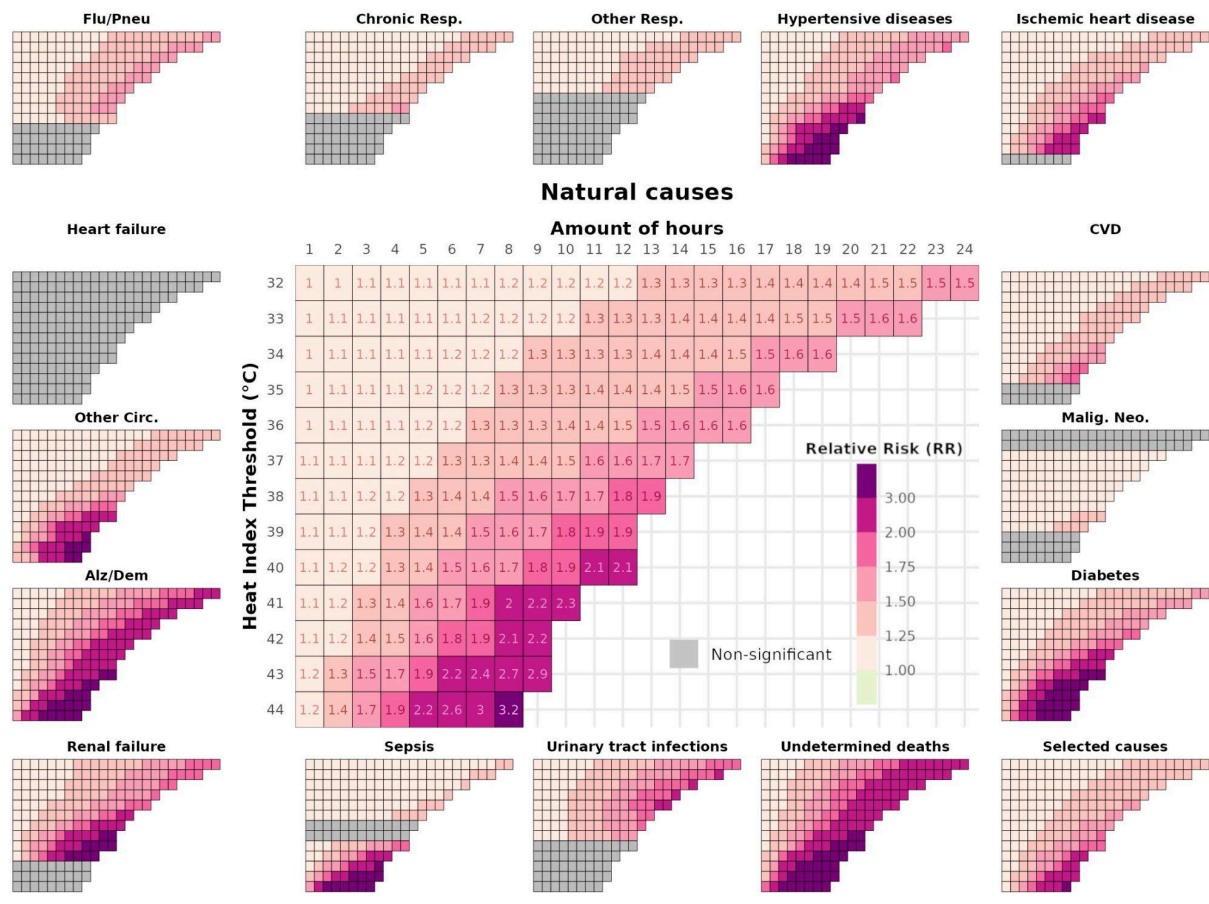 Flu/Pneu
Chronic Resp.
Other Resp.
Hypertensive diseases
Ischemic heart disease
Natural causes
Heart failure
Amount of hours
CVD
1 2 3 4 5 6 7 8 9 10 11 12 13 14 15 16 17 18 19 20 21 22 23 24
Heat Index Threshold (°C)
32 1 1 1.1 1.1 1.1 1.1 1.1 1.2 1.2 1.2 1.2 1.2 1.3 1.3 1.3 1.3 1.4 1.4 1.4 1.4 1.5 1.5 1.5 1.5
33 1 1.1 1.1 1.1 1.1 1.1 1.2 1.2 1.2 1.2 1.3 1.3 1.3 1.4 1.4 1.4 1.4 1.5 1.5 1.5 1.6 1.6
34 1 1.1 1.1 1.1 1.1 1.2 1.2 1.2 1.3 1.3 1.3 1.3 1.4 1.4 1.4 1.5 1.5 1.6 1.6
35 1 1.1 1.1 1.1 1.2 1.2 1.2 1.3 1.3 1.3 1.4 1.4 1.4 1.5 1.5 1.6 1.6
36 1 1.1 1.1 1.1 1.2 1.2 1.3 1.3 1.3 1.4 1.4 1.5 1.5 1.6 1.6 1.6
37 1.1 1.1 1.1 1.2 1.2 1.3 1.3 1.4 1.4 1.5 1.6 1.6 1.7 1.7
38 1.1 1.1 1.2 1.2 1.3 1.4 1.4 1.5 1.6 1.7 1.7 1.8 1.9
39 1.1 1.1 1.2 1.3 1.4 1.4 1.5 1.6 1.7 1.8 1.9 1.9
40 1.1 1.2 1.2 1.3 1.4 1.5 1.6 1.7 1.8 1.9 2.1 2.1
41 1.1 1.2 1.3 1.4 1.6 1.7 1.9 2 2.2 2.3
42 1.1 1.2 1.4 1.5 1.6 1.8 1.9 2.1 2.2
43 1.2 1.3 1.5 1.7 1.9 2.2 2.4 2.7 2.9
44 1.2 1.4 1.7 1.9 2.2 2.6 3 3.2
Other Circ.
Malig. Neo.
Relative Risk (RR)
3.00
2.00
1.75
1.50
1.25
1.00
Non-significant
Alz/Dem
Diabetes
Renal failure
Sepsis
Urinary tract infections
Undetermined deaths
Selected causes